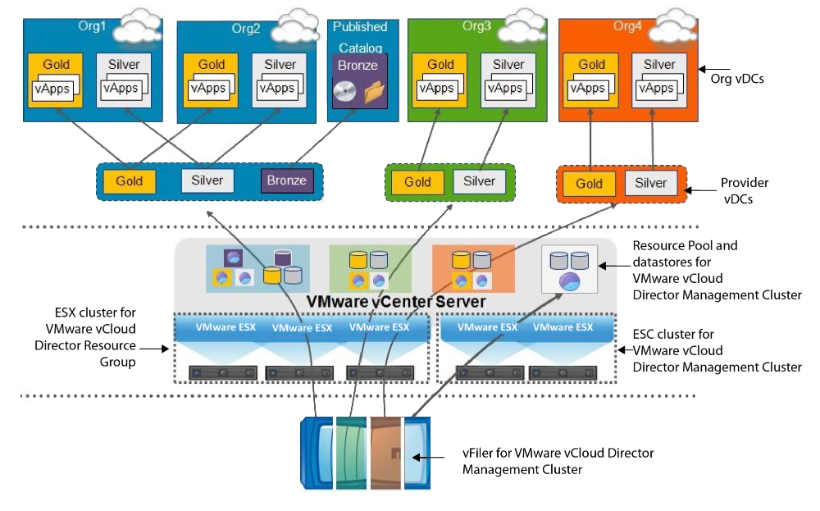 Org1
Org2
Published
Catalog
Org3
Org4
Gold
Silver
Gold
Silver
Bronze
Gold
Silver
Gold
Silver
vApps
vApps
vApps
vApps
vApps
vApps
vApps
vApps
Org vDCs
Gold
Silver
Bronze
Gold
Silver
Gold
Silver
Provider
vDCs
Resource Pool and
datastores for
VMware vCloud
Director Management Cluster
VMware vCenter Server
ESX cluster for
VMware vCloud
Director Resource
Group
VMware ESX
VMware ESX
VMware ESX
VMware ESX
VMware ESX
ESC cluster for
VMware vCloud
Director Management Cluster
vFiler for VMware vCloud Director
Management Cluster